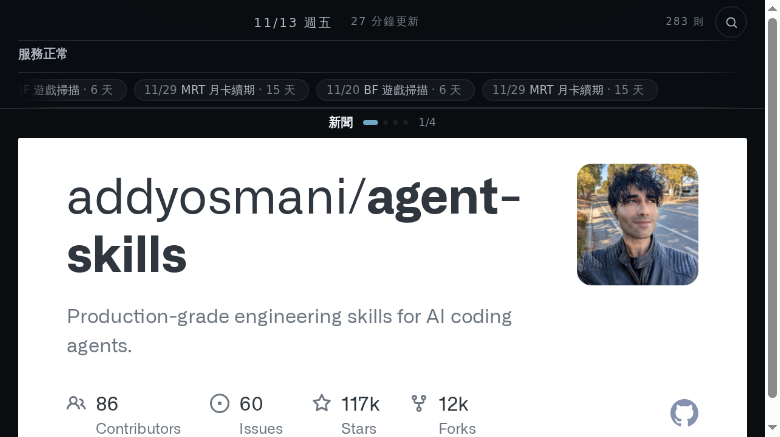 11/13 週五 27 分鐘更新 283 則
服務正常
BF 遊戲掃描 · 6 天 11/29 MRT 月卡續期 · 15 天 11/20 BF 遊戲掃描 · 6 天 11/29 MRT 月卡續期 · 15 天
新聞 1/4
addyosmani/agent-
skills
Production-grade engineering skills for AI coding
agents.
86 60 117k 12k
Contributors Issues Stars Forks